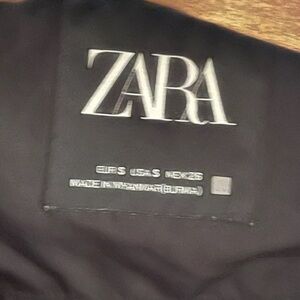 ZARA
EUR S USA S MEX 26
MADE IN MYANMAR (BURMA)